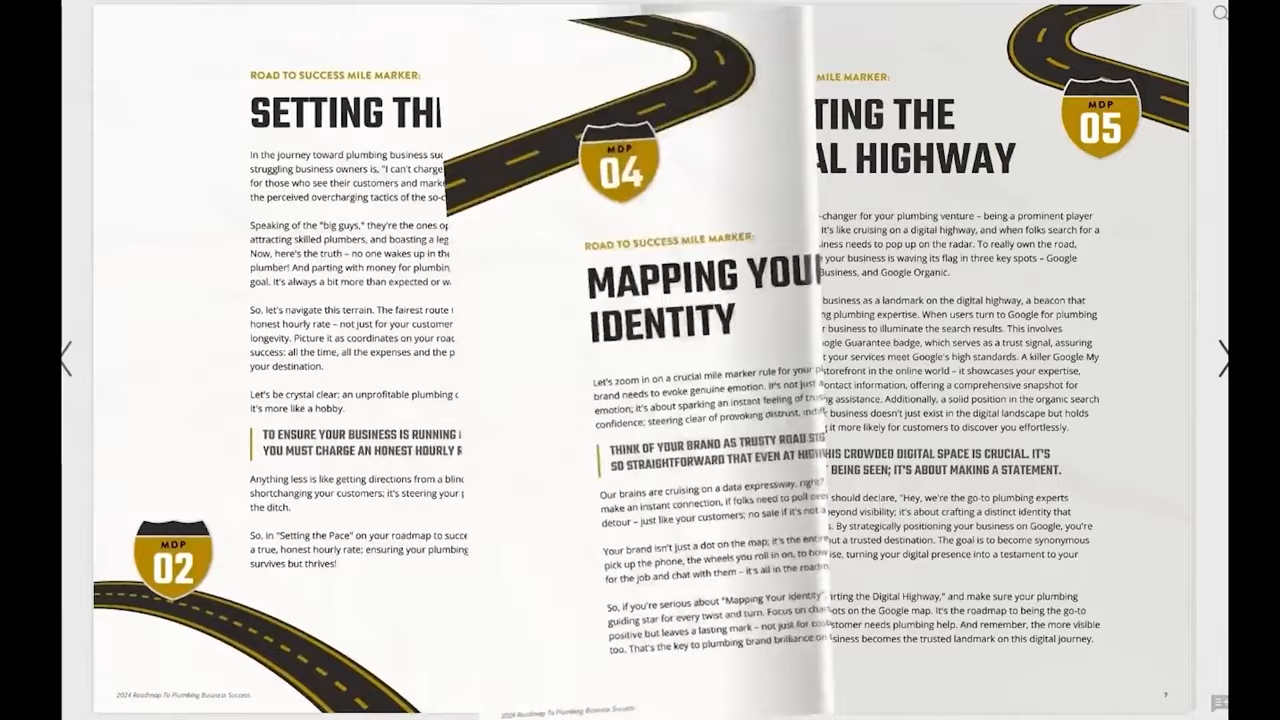 ROAD TO SUCCESS MILE MARKER:
SETTING TH
In the journey toward plumbing business suc
struggling business owners is, "I can't charge
for those who see their customers and mark
the perceived overcharging tactics of the so-c
Speaking of the "big guys," they're the ones op
attracting skilled plumbers, and boasting a leg
Now, here's the truth – no one wakes up in the
plumber! And parting with money for plumbin
goal. It's always a bit more than expected or w
So, let's navigate this terrain. The fairest route
honest hourly rate – not just for your customer
longevity. Picture it as coordinates on your roa
success: all the time, all the expenses and the p
your destination.
Let's be crystal clear: an unprofitable plumbing
it's more like a hobby.
TO ENSURE YOUR BUSINESS IS RUNNING
YOU MUST CHARGE AN HONEST HOURLY R
Anything less is like getting directions from a blin
shortchanging your customers; it's steering your
the ditch.
So, in "Setting the Pace" on your roadmap to succe
a true, honest hourly rate; ensuring your plumbing
survives but thrives!
MDP
02
2024 Roadmap To Plumbing Business Success
MDP
04
ROAD TO SUCCESS MILE MARKER:
MAPPING YOU
IDENTITY
Let's zoom in on a crucial mile marker rule for your
brand needs to evoke genuine emotion. It's not just
emotion; it's about sparking an instant feeling of
confidence; steering clear of provoking distrust,
THINK OF YOUR BRAND AS TRUSTY ROAD
SO STRAIGHTFORWARD THAT EVEN AT
Our brains are cruising on a data expressway, right?
make an instant connection, if folks need to pull
detour – just like your customers; no sale if it's not
Your brand isn't just a dot on the map; it's the
pick up the phone, the wheels you roll in on, to how
for the job and chat with them – it's all in the
So, if you're serious about "Mapping Your Identity"
guiding star for every twist and turn. Focus on
positive but leaves a lasting mark – not just for
too. That's the key to plumbing brand brilliance on
2024 Roadmap To Plumbing Business Success
MILE MARKER:
TING THE
AL HIGHWAY
MDP
05
-changer for your plumbing venture – being a prominent player
It's like cruising on a digital highway, and when folks search for a
iness needs to pop up on the radar. To really own the road,
your business is waving its flag in three key spots – Google
Business, and Google Organic.
business as a landmark on the digital highway, a beacon that
ng plumbing expertise. When users turn to Google for plumbing
business to illuminate the search results. This involves
ogle Guarantee badge, which serves as a trust signal, assuring
your services meet Google's high standards. A killer Google My
storefront in the online world – it showcases your expertise,
ontact information, offering a comprehensive snapshot for
ng assistance. Additionally, a solid position in the organic search
business doesn't just exist in the digital landscape but holds
it more likely for customers to discover you effortlessly.
HIS CROWDED DIGITAL SPACE IS CRUCIAL. IT'S
BEING SEEN; IT'S ABOUT MAKING A STATEMENT.
should declare, "Hey, we're the go-to plumbing experts
beyond visibility; it's about crafting a distinct identity that
. By strategically positioning your business on Google, you're
but a trusted destination. The goal is to become synonymous
ise, turning your digital presence into a testament to your
arting the Digital Highway," and make sure your plumbing
ots on the Google map. It's the roadmap to being the go-to
stomer needs plumbing help. And remember, the more visible
siness becomes the trusted landmark on this digital journey.
7